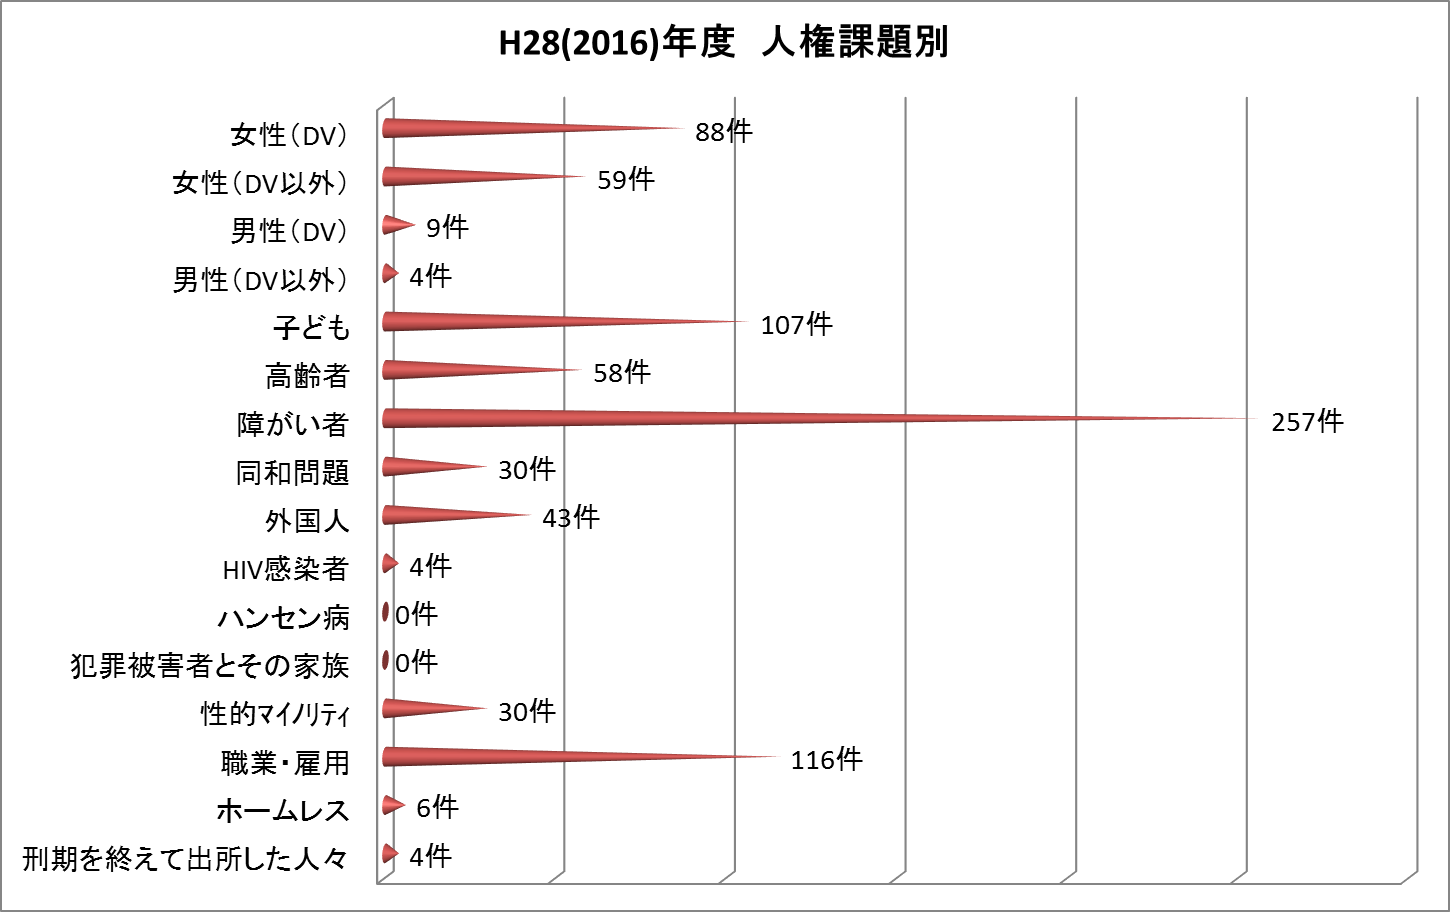 H28(2016)年度　人権課題別
女性（DV） 88件
女性（DV以外） 59件
男性（DV） 9件
男性（DV以外） 4件
子ども 107件
高齢者 58件
障がい者 257件
同和問題 30件
外国人 43件
HIV感染者 4件
ハンセン病 0件
犯罪被害者とその家族 0件
性的ﾏｲﾉﾘﾃｨ 30件
職業・雇用 116件
ホームレス 6件
刑期を終えて出所した人々 4件